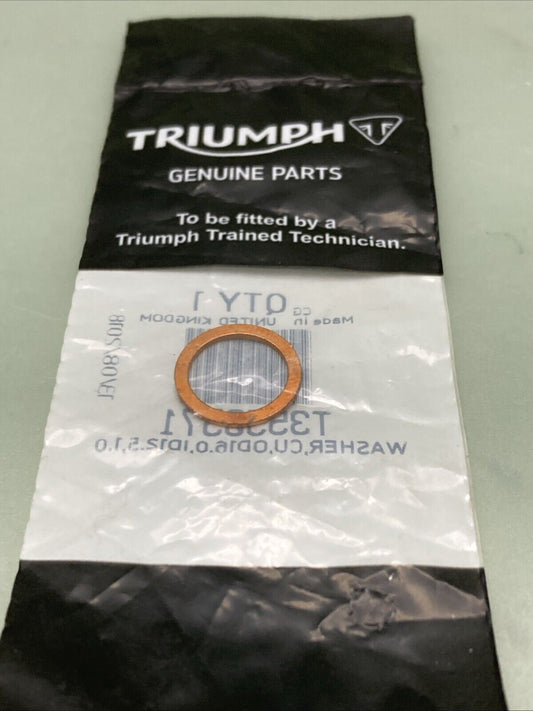 TRIUMPH
GENUINE PARTS
To be fitted by a
Triumph Trained Technician.
QTY 1
CG
Made in UNITED KINGDOM
WASHER,CU,OD16.0,ID12.5,1.0